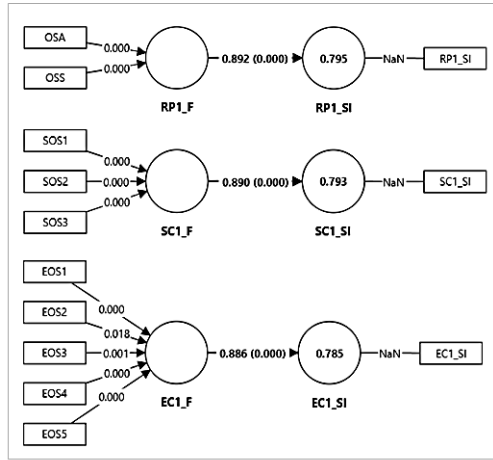 OSA
0.000
OSS
0.000
0.892 (0.000)
0.795
NaN
RP1_SI
RP1_F
RP1_SI
SOS1
0.000
SOS2
0.000
SOS3
0.000
0.890 (0.000)
0.793
NaN
SC1_SI
SC1_F
SC1_SI
EOS1
0.000
EOS2
0.018
EOS3
0.001
EOS4
0.000
EOS5
0.000
0.886 (0.000)
0.785
NaN
EC1_SI
EC1_F
EC1_SI